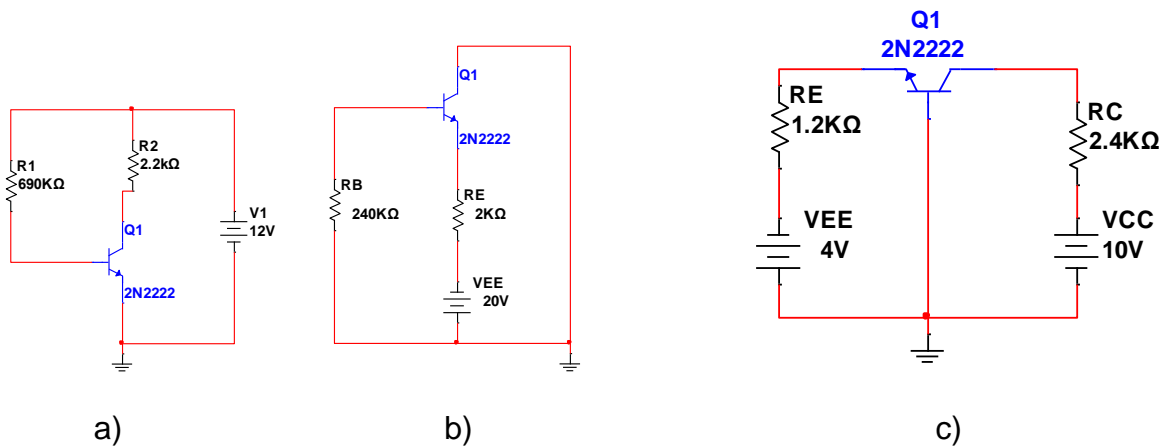 R1
690KΩ
R2
2.2kΩ
Q1
2N2222
V1
12V
a)
Q1
2N2222
RB
240KΩ
RE
2KΩ
VEE
20V
b)
Q1
2N2222
RE
1.2KΩ
RC
2.4KΩ
VEE
4V
VCC
10V
c)